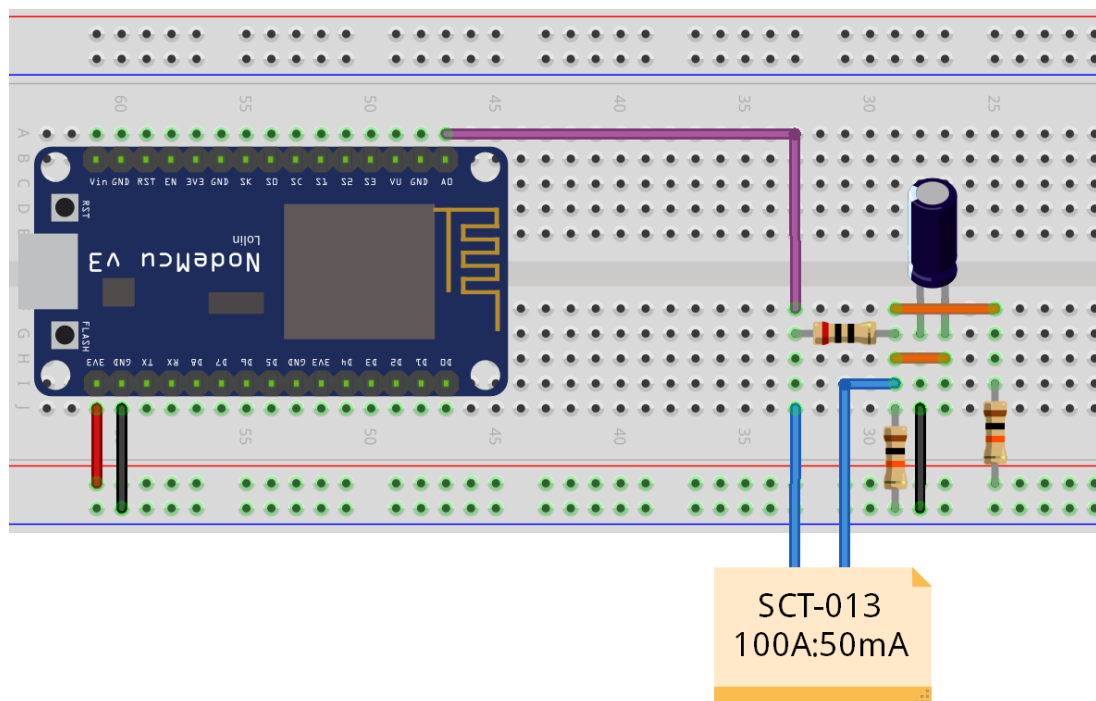 60 55 50 45 40 35 30 25
A
B
C
D
E
Vin GND RST EN 3V3 GND SK S0 SC S1 S2 S3 VU GND A0
RST
Lolin
NodeMcu v3
FLASH
3V3 GND TX RX D8 D7 D6 D5 GND 3V3 D4 D3 D2 D1 D0
G
H
I
J
55 50 45 40 35 30 25
SCT-013
100A:50mA